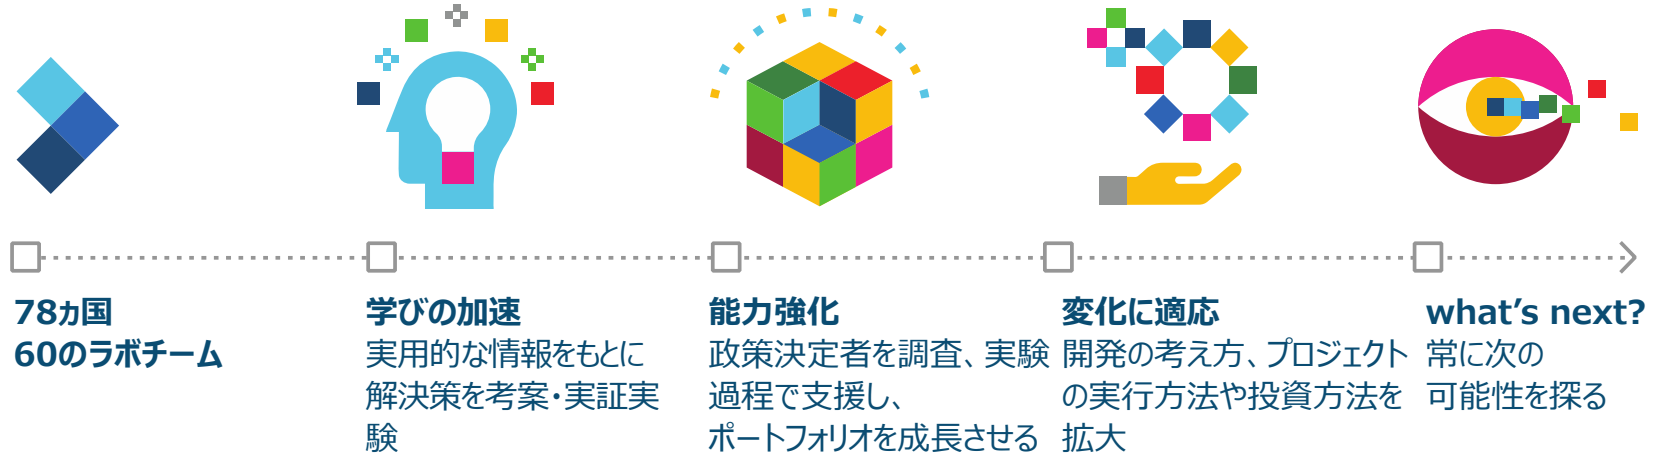 78ヵ国
60のラボチーム
学びの加速
実用的な情報をもとに
解決策を考案・実証実
験
能力強化
政策決定者を調査、実験
過程で支援し、
ポートフォリオを成長させる
変化に適応
開発の考え方、プロジェクト
の実行方法や投資方法を
拡大
what's next?
常に次の
可能性を探る